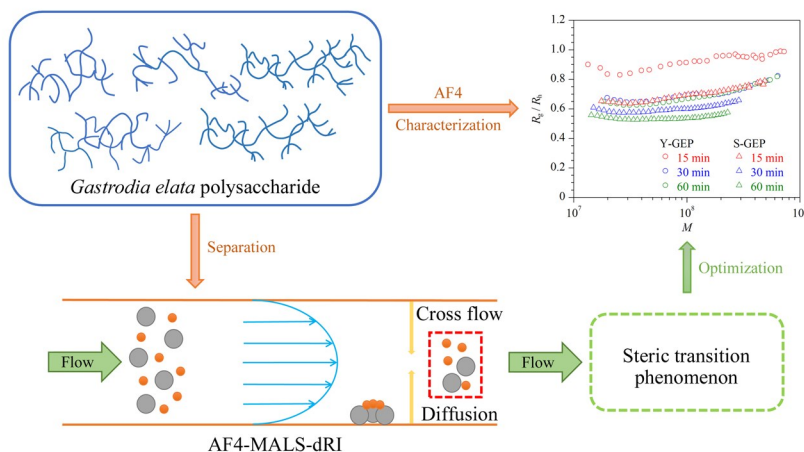 Gastrodia elata polysaccharide
AF4
Characterization
Rg / Rh
1.2
1.0
0.8
0.6
0.4
0.2
0
Y-GEP S-GEP
15 min 15 min
30 min 30 min
60 min 60 min
10⁷ 10⁸ 10
M
Separation
Optimization
Flow
Cross flow
Diffusion
Flow
Steric transition
phenomenon
AF4-MALS-dRI